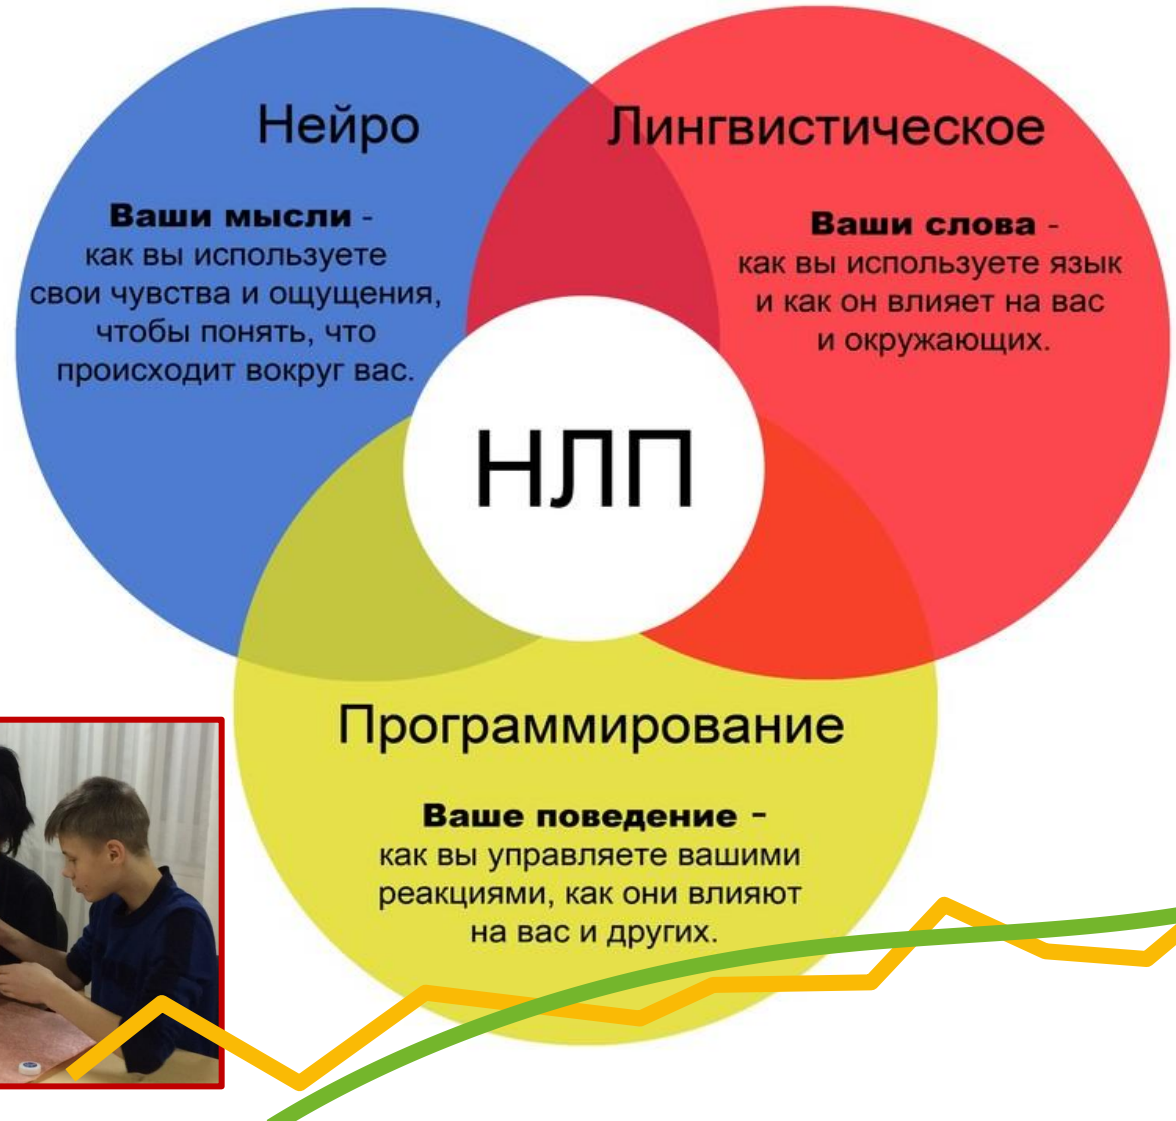 Нейро
Ваши мысли -
как вы используете
свои чувства и ощущения,
чтобы понять, что
происходит вокруг вас.
Лингвистическое
Ваши слова -
как вы используете язык
и как он влияет на вас
и окружающих.
НЛП
Программирование
Ваше поведение -
как вы управляете вашими
реакциями, как они влияют
на вас и других.